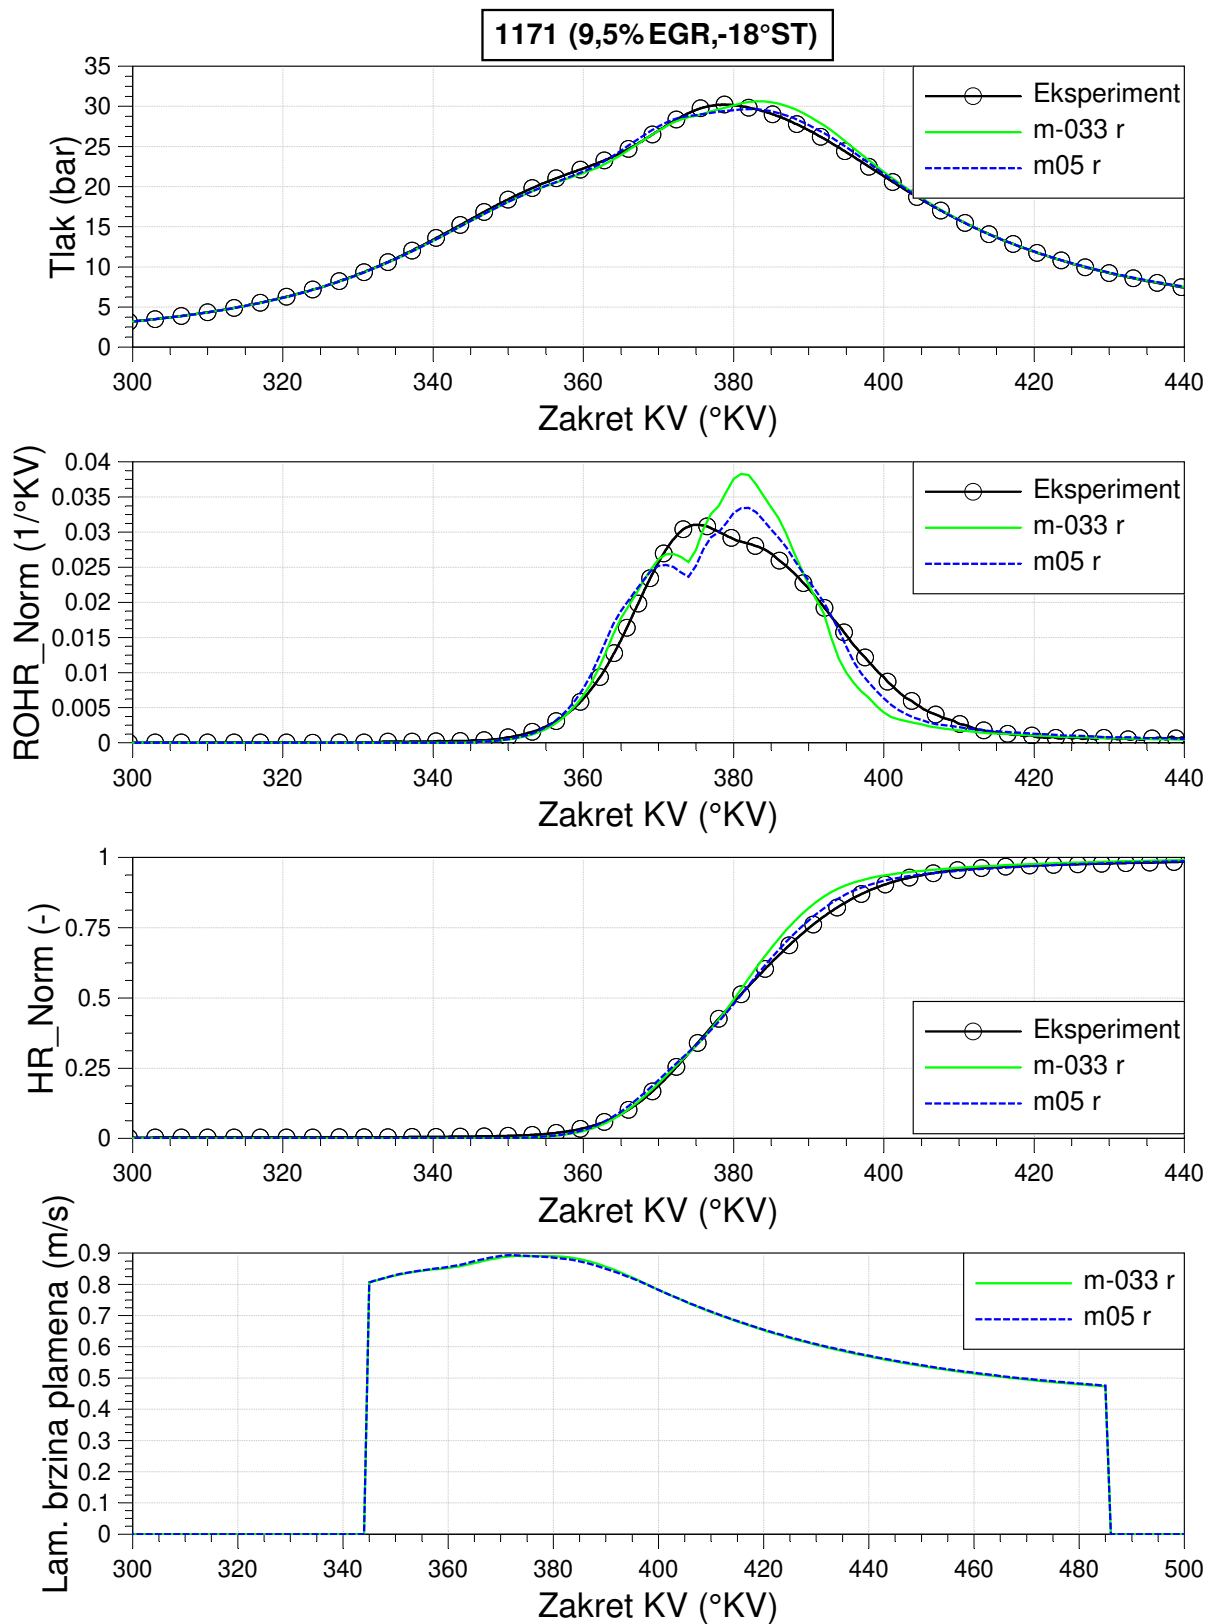 1171 (9,5% EGR,-18°ST)
35
30
25
20
15
10
5
0
Tlak (bar)
Eksperiment
m-033 r
m05 r
300 320 340 360 380 400 420 440
Zakret KV (°KV)
0.04
0.035
0.03
0.025
0.02
0.015
0.01
0.005
0
ROHR_Norm (1/°KV)
Eksperiment
m-033 r
m05 r
300 320 340 360 380 400 420 440
Zakret KV (°KV)
1
0.75
0.5
0.25
0
HR_Norm (-)
Eksperiment
m-033 r
m05 r
300 320 340 360 380 400 420 440
Zakret KV (°KV)
0.9
0.8
0.7
0.6
0.5
0.4
0.3
0.2
0.1
0
Lam. brzina plamena (m/s)
m-033 r
m05 r
300 320 340 360 380 400 420 440 460 480 500
Zakret KV (°KV)